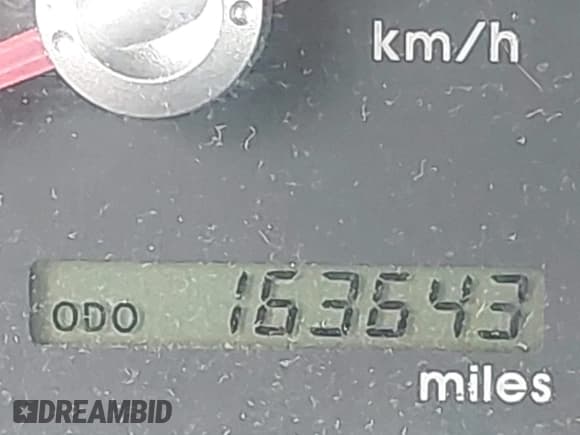 km/h
ODO 163643
miles
DREAMBID